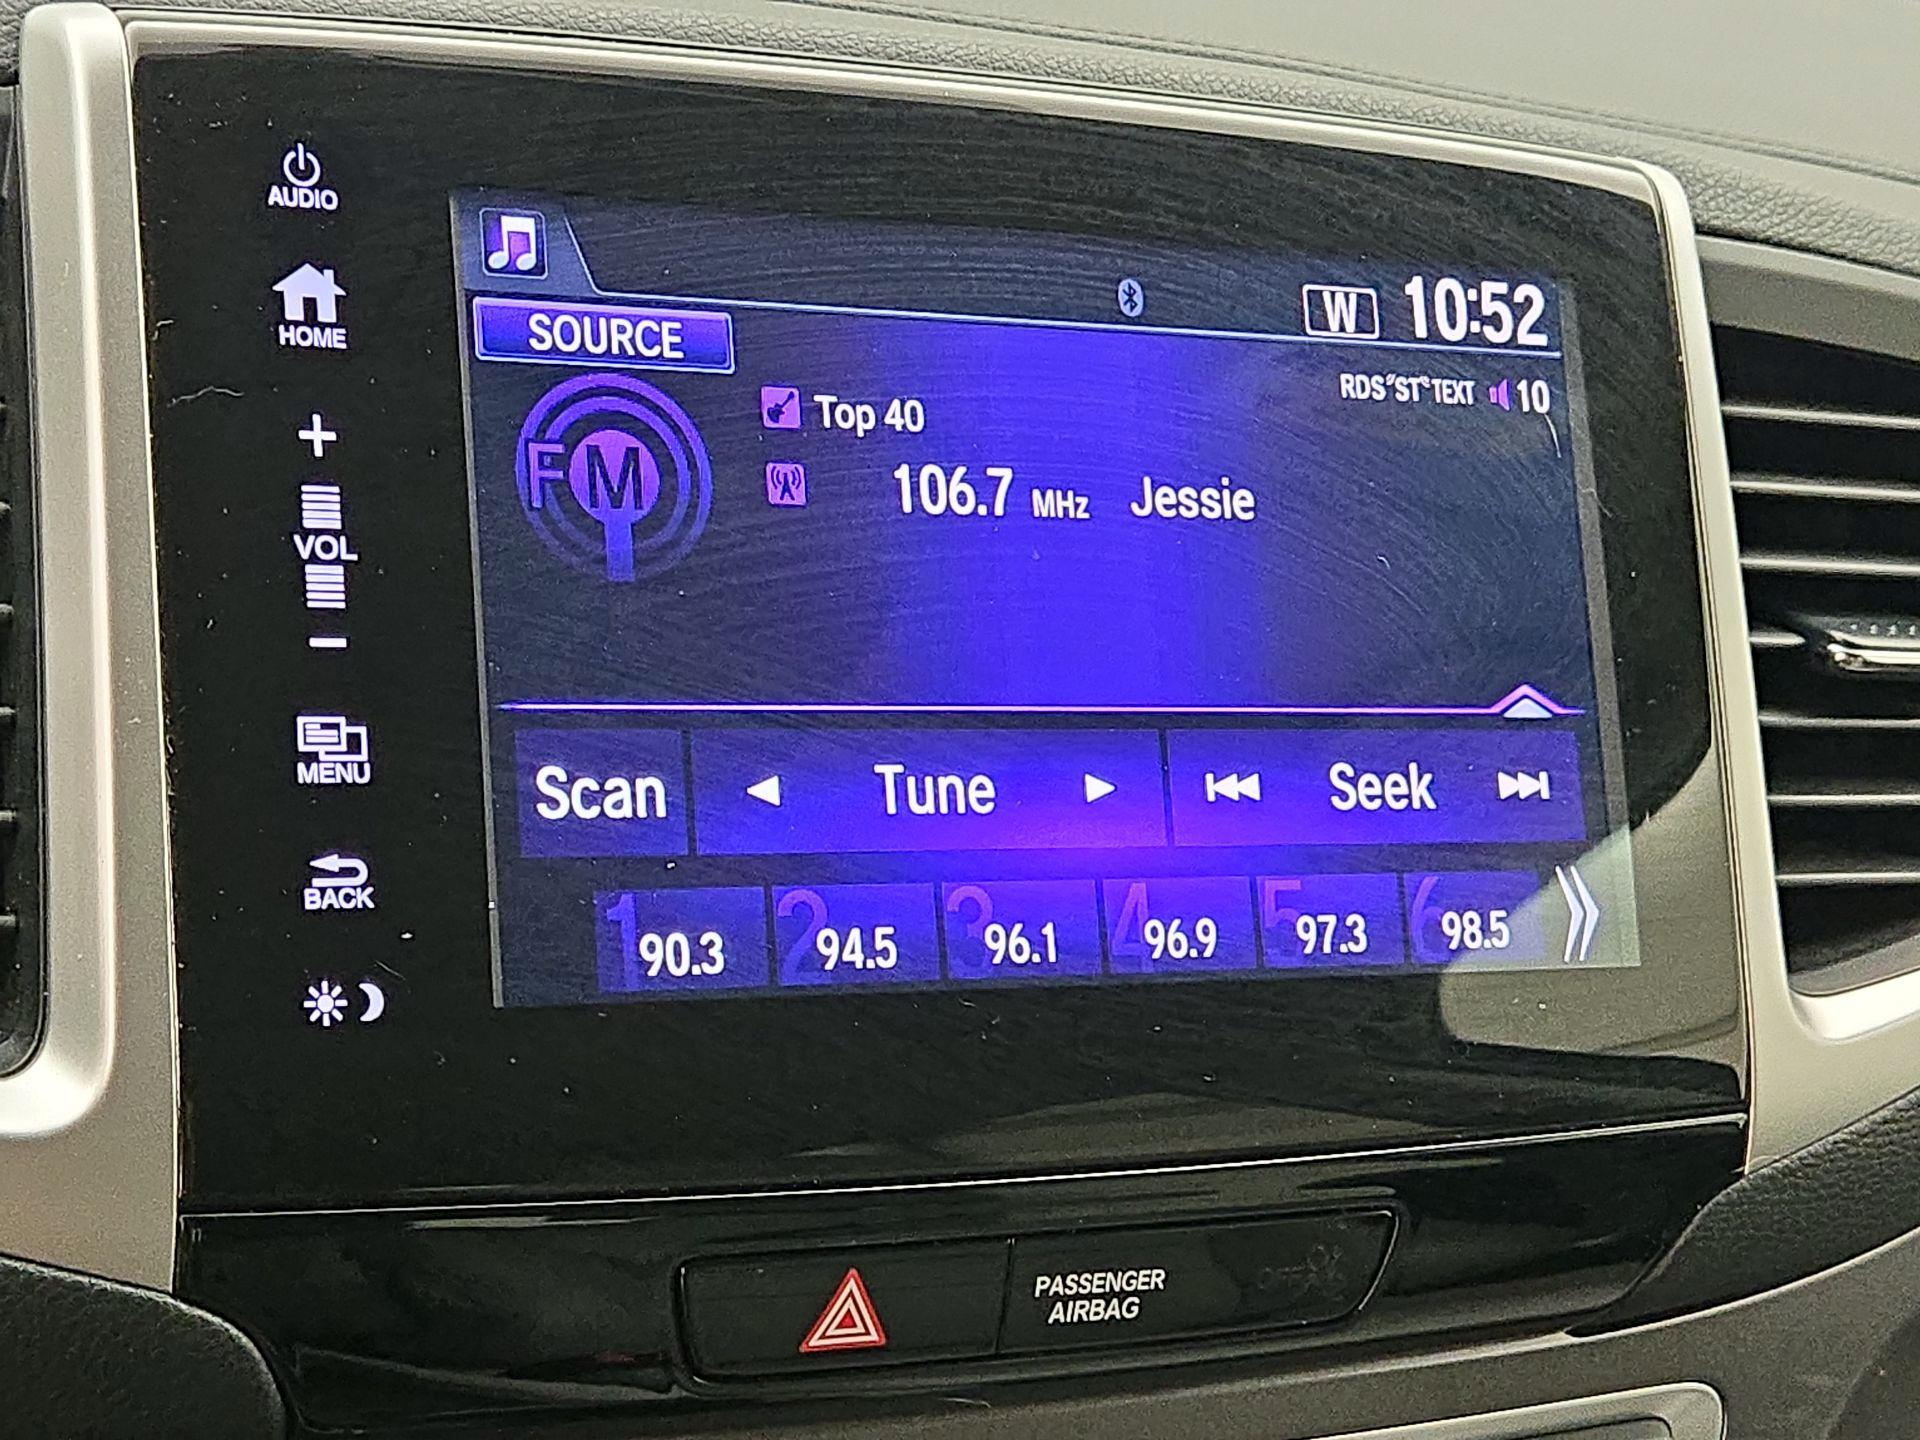 AUDIO
HOME
+
VOL
−
MENU
BACK
SOURCE
W 10:52
RDS ST TEXT 10
FM
Top 40
106.7 MHz Jessie
Scan
Tune
Seek
1 90.3
2 94.5
3 96.1
4 96.9
5 97.3
6 98.5
PASSENGER
AIRBAG